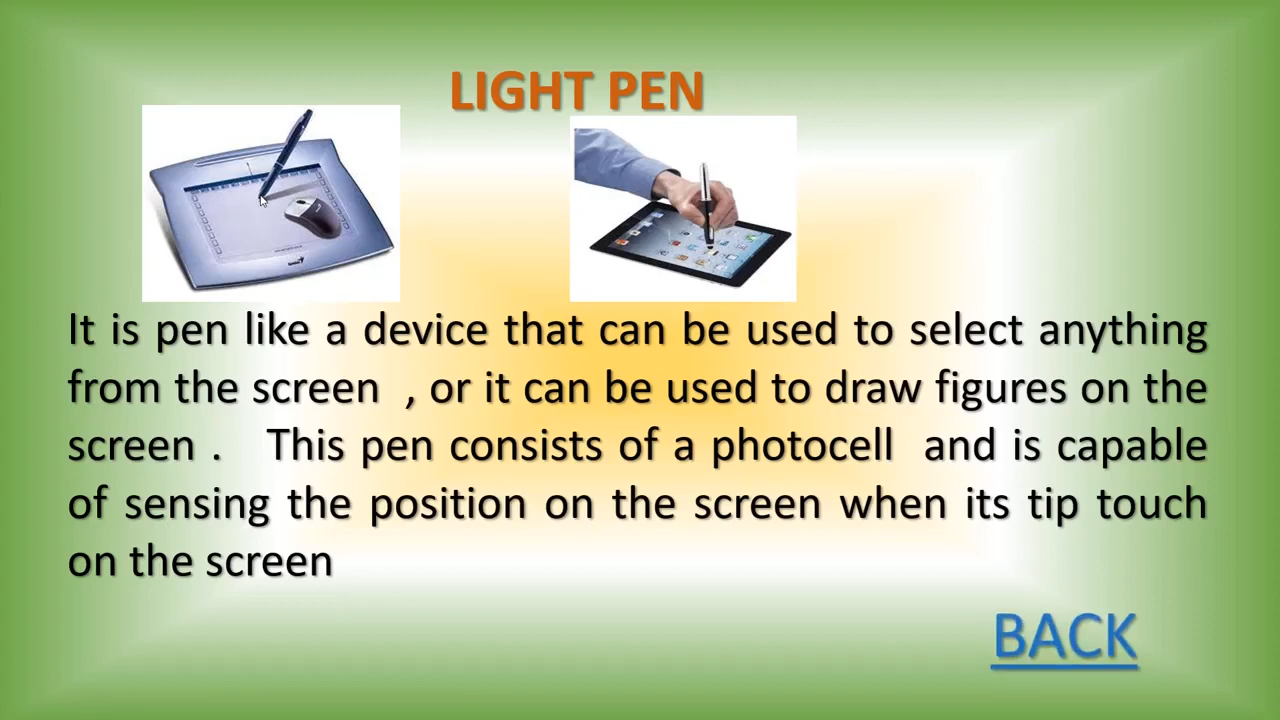 LIGHT PEN
It is pen like a device that can be used to select anything
from the screen , or it can be used to draw figures on the
screen . This pen consists of a photocell and is capable
of sensing the position on the screen when its tip touch
on the screen
BACK